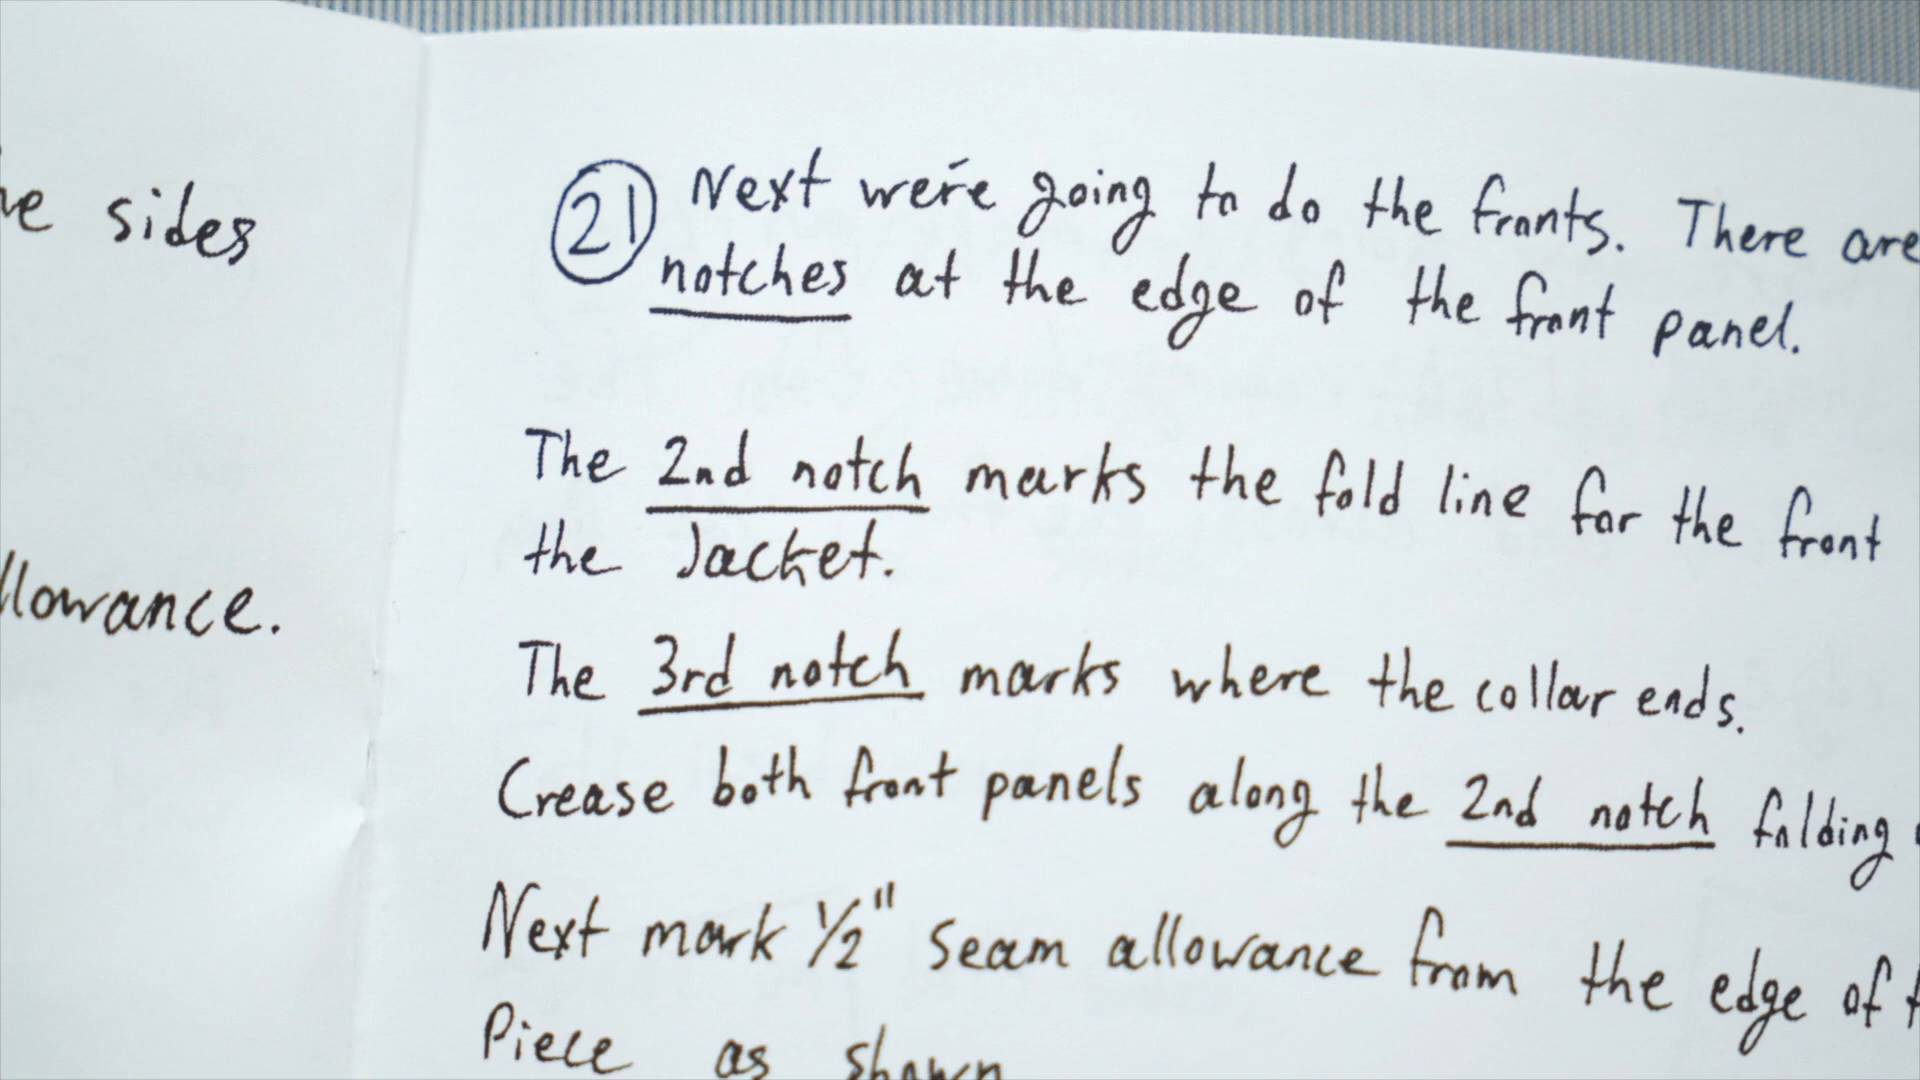 sides
llowance.
21 Next we're going to do the fronts. There are
notches at the edge of the front panel.
The 2nd notch marks the fold line for the front
the Jacket.
The 3rd notch marks where the collar ends.
Crease both front panels along the 2nd notch folding
Next mark 1/2" seam allowance from the edge of
Piece as shown